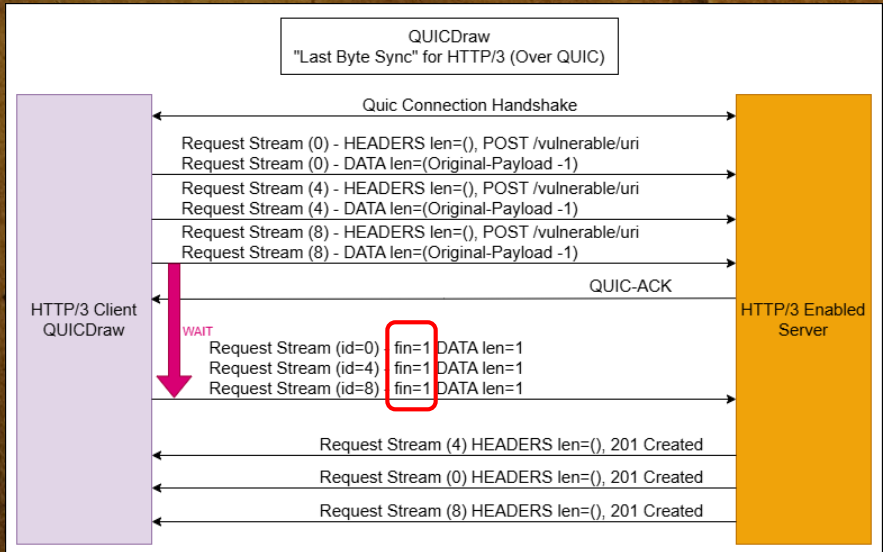 QUICDraw
"Last Byte Sync" for HTTP/3 (Over QUIC)
Quic Connection Handshake
Request Stream (0) - HEADERS len=(), POST /vulnerable/uri
Request Stream (0) - DATA len=(Original-Payload -1)
Request Stream (4) - HEADERS len=(), POST /vulnerable/uri
Request Stream (4) - DATA len=(Original-Payload -1)
Request Stream (8) - HEADERS len=(), POST /vulnerable/uri
Request Stream (8) - DATA len=(Original-Payload -1)
QUIC-ACK
HTTP/3 Client
QUICDraw
HTTP/3 Enabled
Server
WAIT
Request Stream (id=0) - fin=1 DATA len=1
Request Stream (id=4) - fin=1 DATA len=1
Request Stream (id=8) - fin=1 DATA len=1
Request Stream (4) HEADERS len=(), 201 Created
Request Stream (0) HEADERS len=(), 201 Created
Request Stream (8) HEADERS len=(), 201 Created